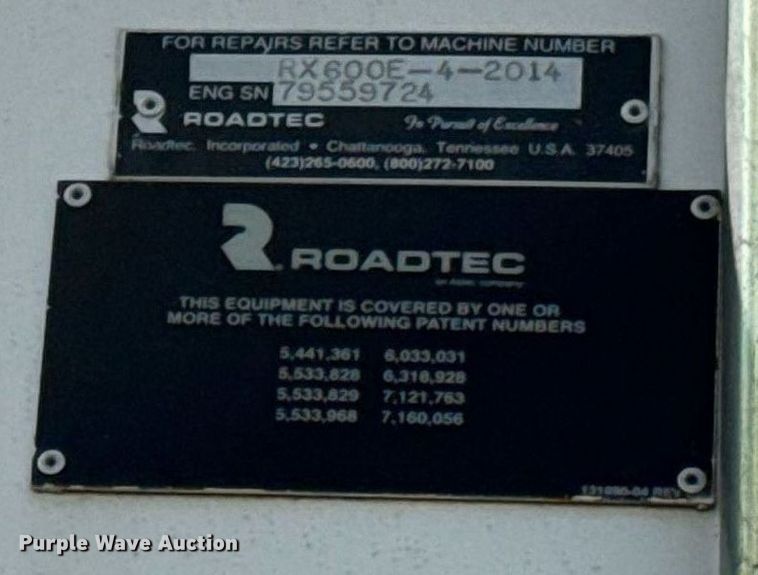 FOR REPAIRS REFER TO MACHINE NUMBER
RX600E-4-2014
ENG SN 79559724
ROADTEC In Pursuit of Excellence
Roadtec, Incorporated • Chattanooga, Tennessee U.S.A. 37405
(423)265-0600, (800)272-7100
ROADTEC
an Astec company
THIS EQUIPMENT IS COVERED BY ONE OR
MORE OF THE FOLLOWING PATENT NUMBERS
5,441,361 6,033,031
5,533,828 6,318,928
5,533,829 7,121,763
5,533,968 7,160,056
Purple Wave Auction